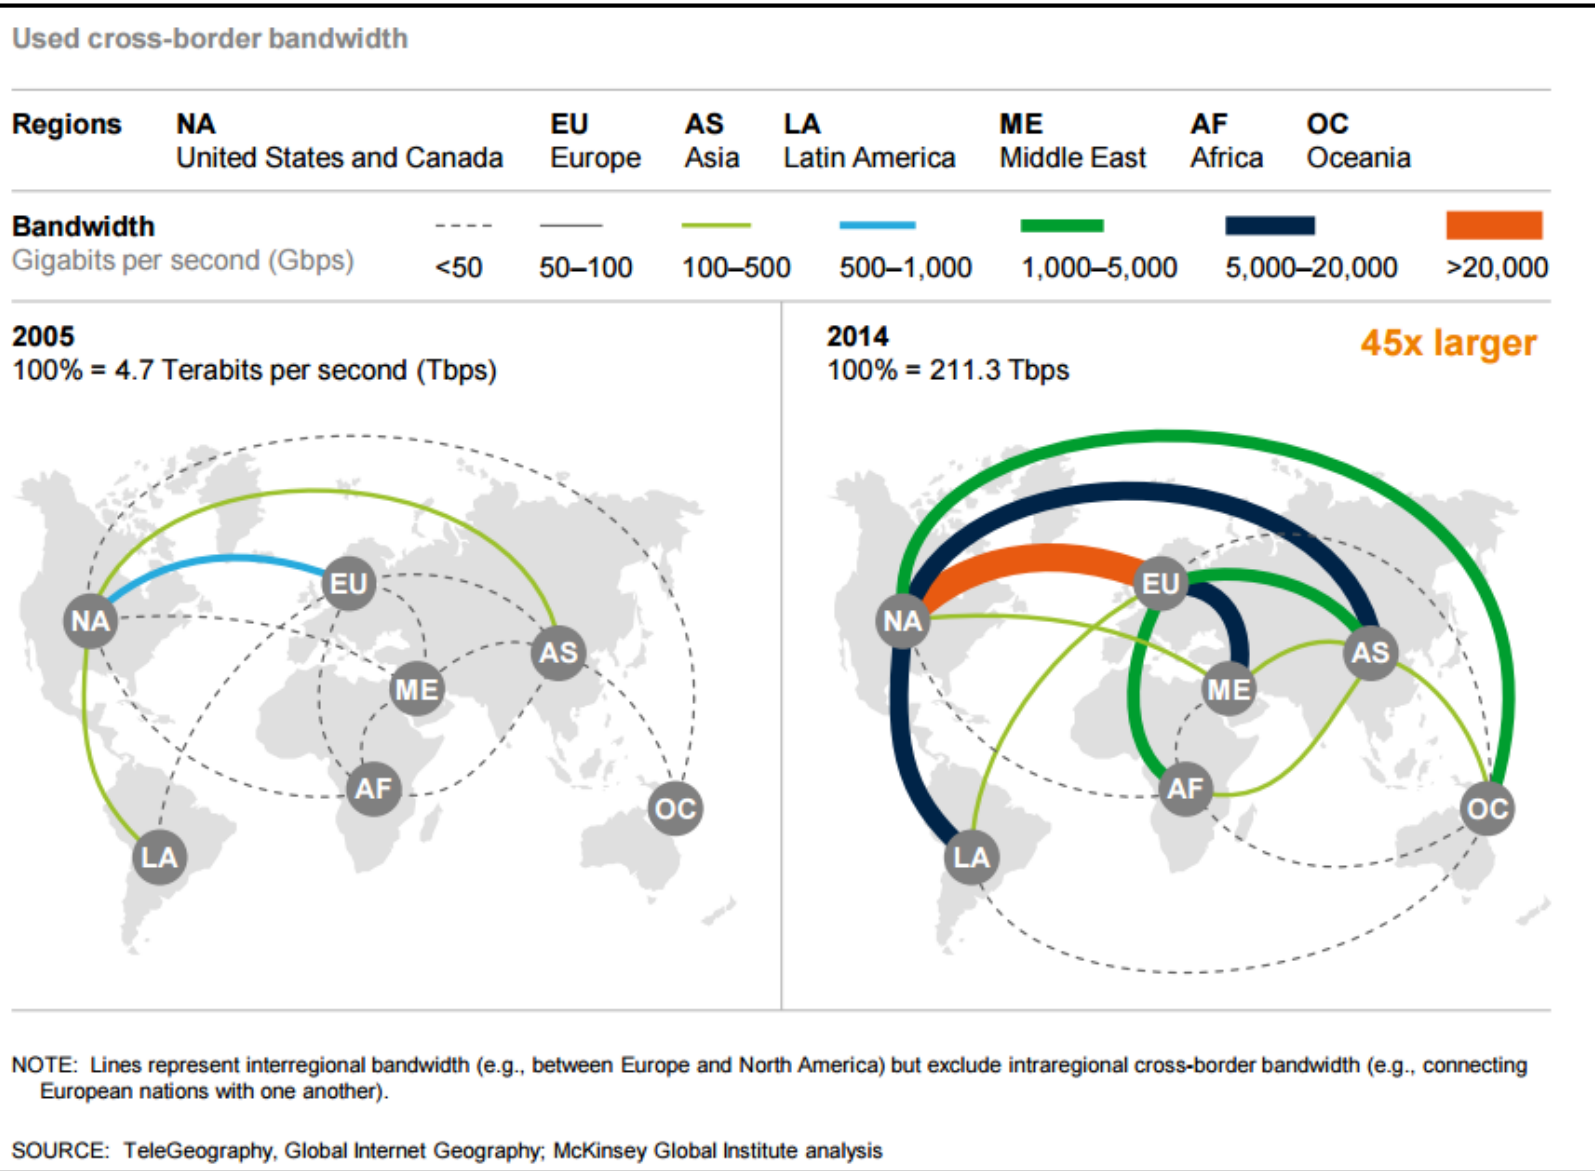 Used cross-border bandwidth
Regions NA EU AS LA ME AF OC
United States and Canada Europe Asia Latin America Middle East Africa Oceania
Bandwidth
Gigabits per second (Gbps) <50 50–100 100–500 500–1,000 1,000–5,000 5,000–20,000 >20,000
2005
100% = 4.7 Terabits per second (Tbps)
NA
EU
AS
ME
AF
OC
LA
2014 45x larger
100% = 211.3 Tbps
EU
NA
AS
ME
AF
OC
LA
NOTE: Lines represent interregional bandwidth (e.g., between Europe and North America) but exclude intraregional cross-border bandwidth (e.g., connecting
European nations with one another).
SOURCE: TeleGeography, Global Internet Geography; McKinsey Global Institute analysis